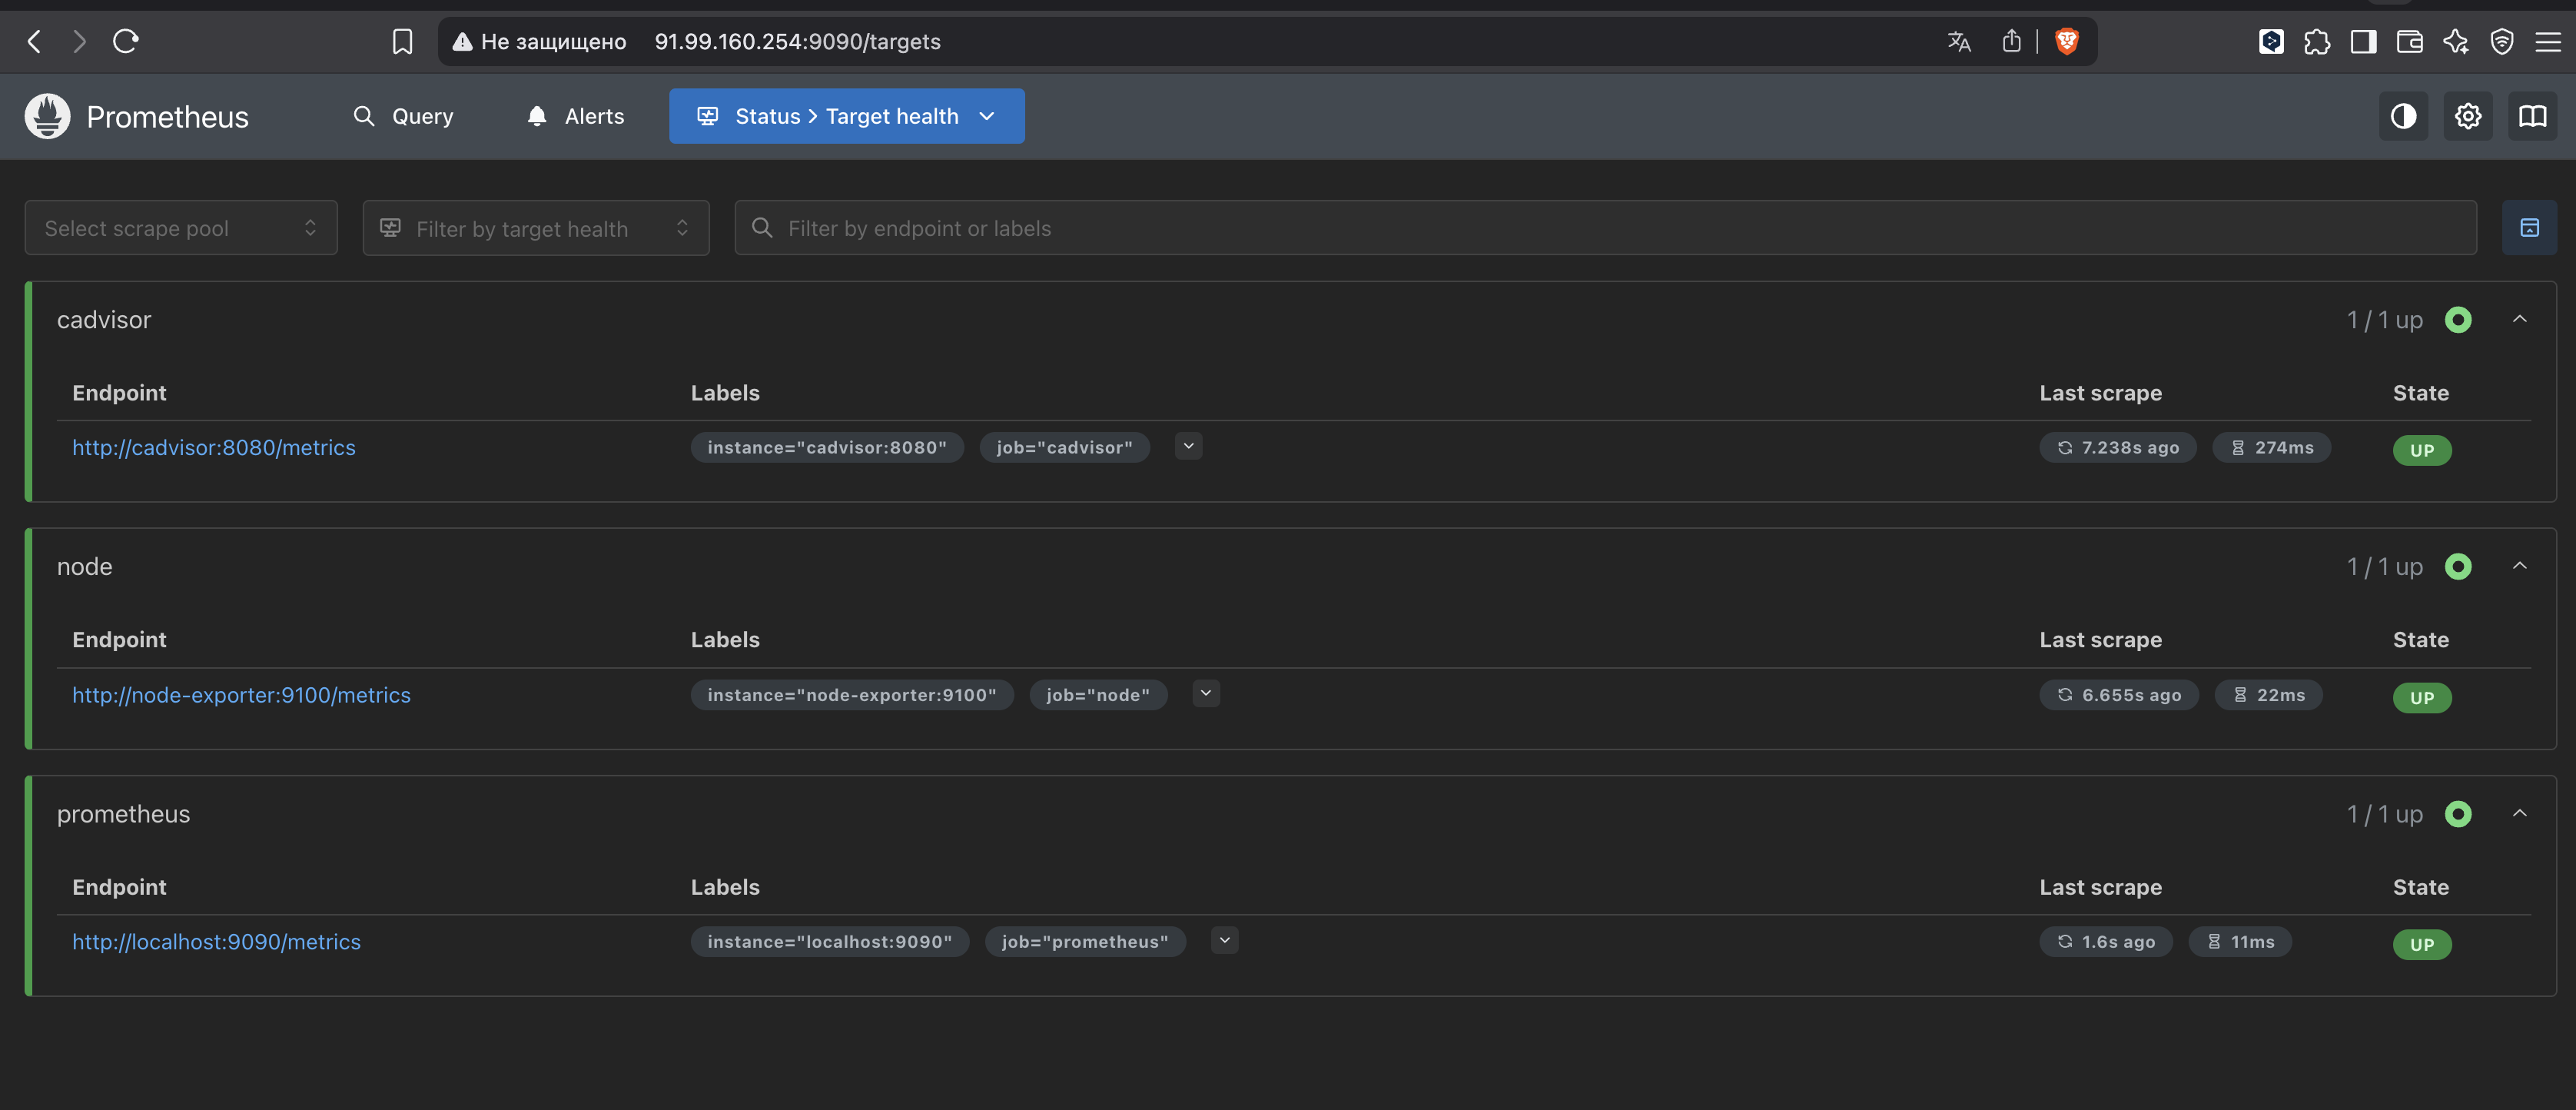 Не защищено 91.99.160.254:9090/targets
Prometheus Query Alerts Status > Target health
Select scrape pool Filter by target health Filter by endpoint or labels
cadvisor 1 / 1 up
Endpoint Labels Last scrape State
http://cadvisor:8080/metrics instance="cadvisor:8080" job="cadvisor" 7.238s ago 274ms UP
node 1 / 1 up
Endpoint Labels Last scrape State
http://node-exporter:9100/metrics instance="node-exporter:9100" job="node" 6.655s ago 22ms UP
prometheus 1 / 1 up
Endpoint Labels Last scrape State
http://localhost:9090/metrics instance="localhost:9090" job="prometheus" 1.6s ago 11ms UP